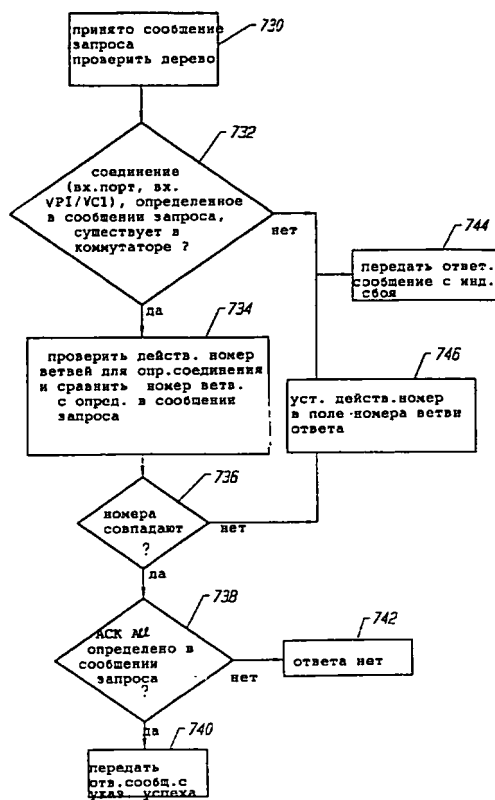 принято сообщение
запроса
проверить дерево
730
732
соединение
(вх.порт, вх.
VPI/VCI), определенное
в сообщении запроса,
существует в
коммутаторе ?
нет
744
передать ответ.
сообщение с инд.
сбоя
да
734
проверить действ. номер
ветвей для опр.соединения
и сравнить номер ветв.
с опред. в сообщении
запроса
746
уст. действ.номер
в поле номера ветви
ответа
736
номера
совпадают
?
нет
да
738
ACK All
определено в
сообщении
запроса
?
нет
742
ответа нет
да
740
передать
отв.сообщ.с
указ. успеха